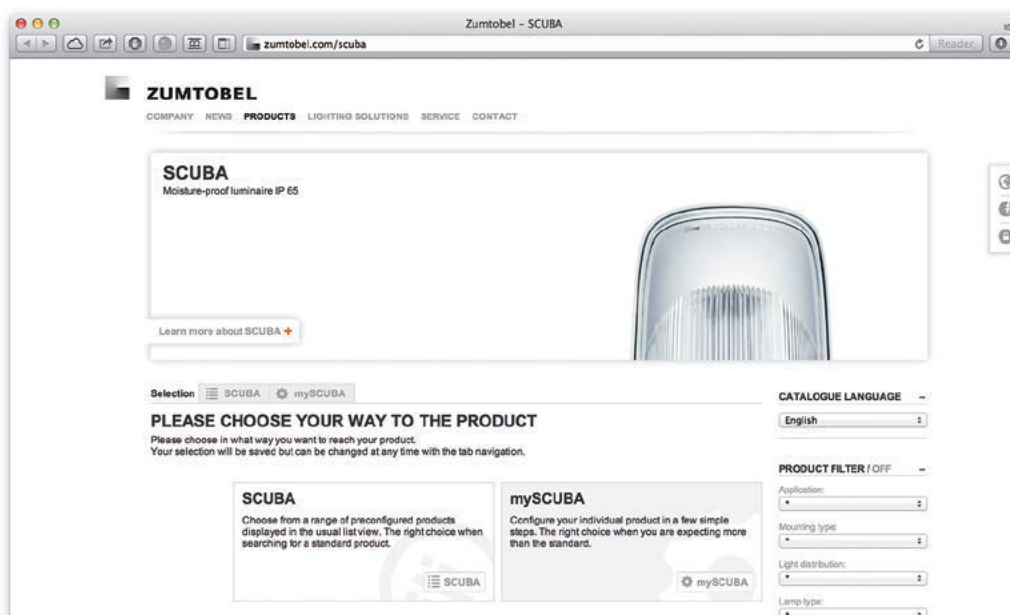 Zumtobel – SCUBA
zumtobel.com/scuba
Reader
ZUMTOBEL
COMPANY NEWS PRODUCTS LIGHTING SOLUTIONS SERVICE CONTACT
SCUBA
Moisture-proof luminaire IP 65
Learn more about SCUBA +
Selection SCUBA mySCUBA
PLEASE CHOOSE YOUR WAY TO THE PRODUCT
Please choose in what way you want to reach your product.
Your selection will be saved but can be changed at any time with the tab navigation.
SCUBA
Choose from a range of preconfigured products
displayed in the usual list view. The right choice when
searching for a standard product.
SCUBA
mySCUBA
Configure your individual product in a few simple
steps. The right choice when you are expecting more
than the standard.
mySCUBA
CATALOGUE LANGUAGE –
English
PRODUCT FILTER / OFF –
Application:
*
Mounting type:
*
Light distribution:
*
Lamp type:
*